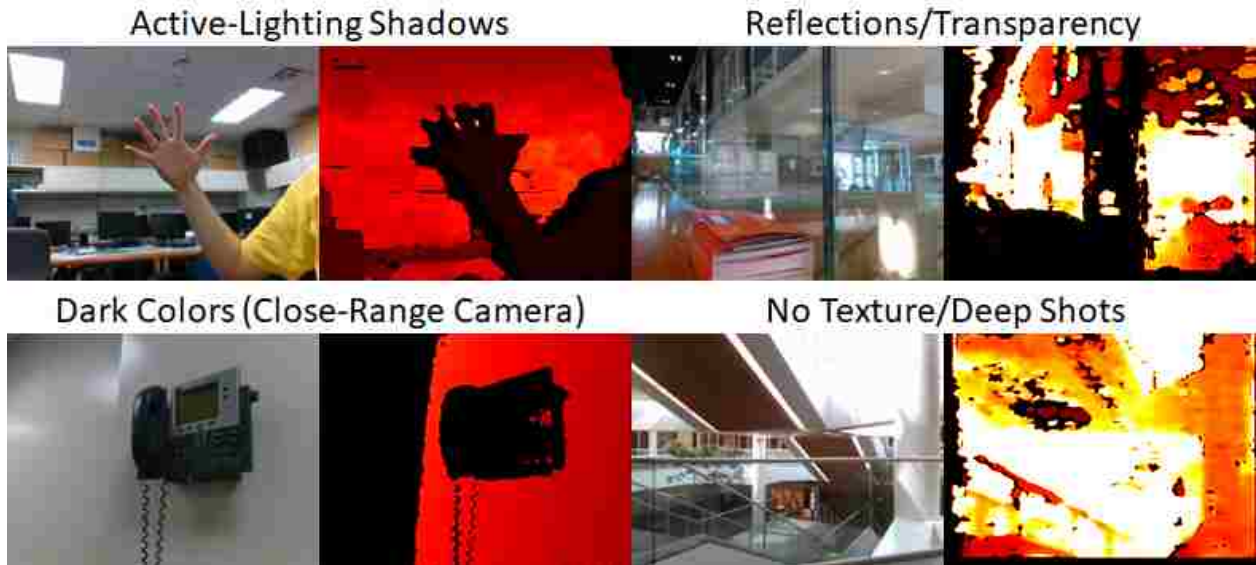 Active-Lighting Shadows
Reflections/Transparency
Dark Colors (Close-Range Camera)
No Texture/Deep Shots